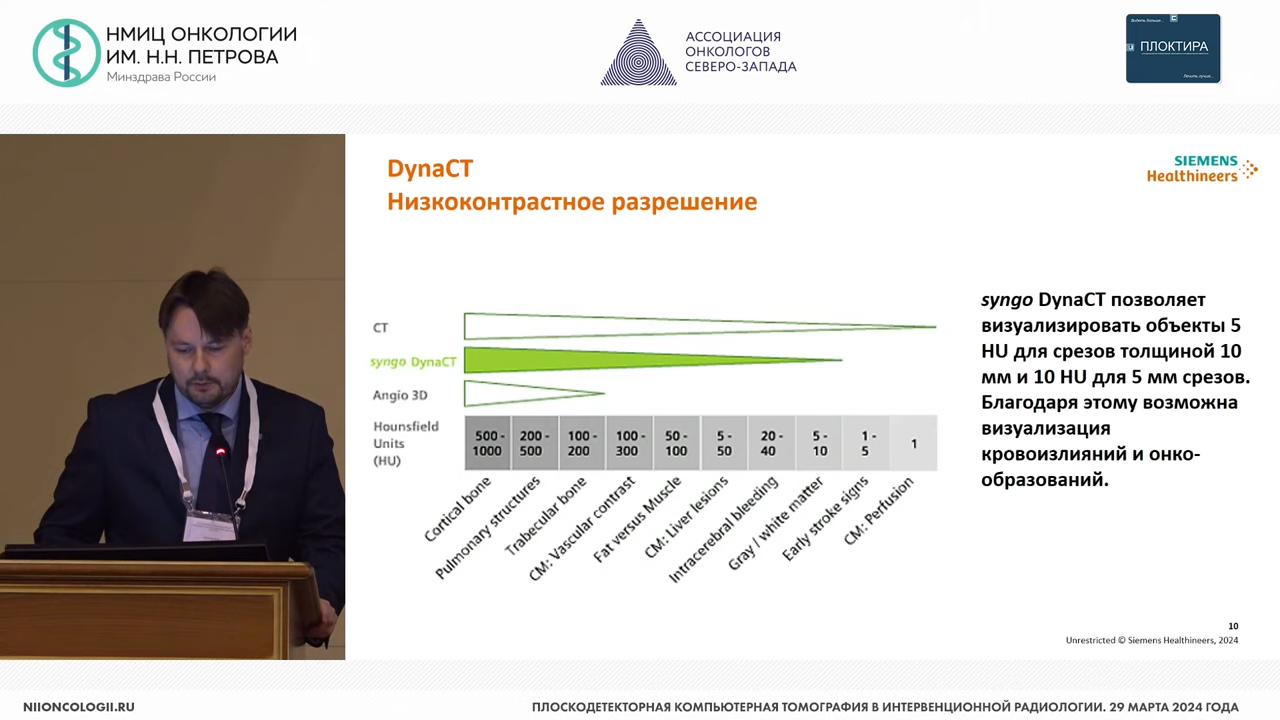 НМИЦ ОНКОЛОГИИ
ИМ. Н.Н. ПЕТРОВА
Минздрава России
АССОЦИАЦИЯ
ОНКОЛОГОВ
СЕВЕРО-ЗАПАДА
Видеть больше...
ПЛОКТИРА
Лечить лучше...
DynaCT
Низкоконтрастное разрешение
SIEMENS
Healthineers
CT
syngo DynaCT
Angio 3D
Hounsfield
Units
(HU)
500 - 1000
200 - 500
100 - 200
100 - 300
50 - 100
5 - 50
20 - 40
5 - 10
1 - 5
1
Cortical bone
Pulmonary structures
Trabecular bone
CM: Vascular contrast
Fat versus Muscle
CM: Liver lesions
Intracerebral bleeding
Gray / white matter
Early stroke signs
CM: Perfusion
syngo DynaCT позволяет
визуализировать объекты 5
HU для срезов толщиной 10
мм и 10 HU для 5 мм срезов.
Благодаря этому возможна
визуализация
кровоизлияний и онко-
образований.
10
Unrestricted © Siemens Healthineers, 2024
NIIONCOLOGII.RU
ПЛОСКОДЕТЕКТОРНАЯ КОМПЬЮТЕРНАЯ ТОМОГРАФИЯ В ИНТЕРВЕНЦИОННОЙ РАДИОЛОГИИ. 29 МАРТА 2024 ГОДА